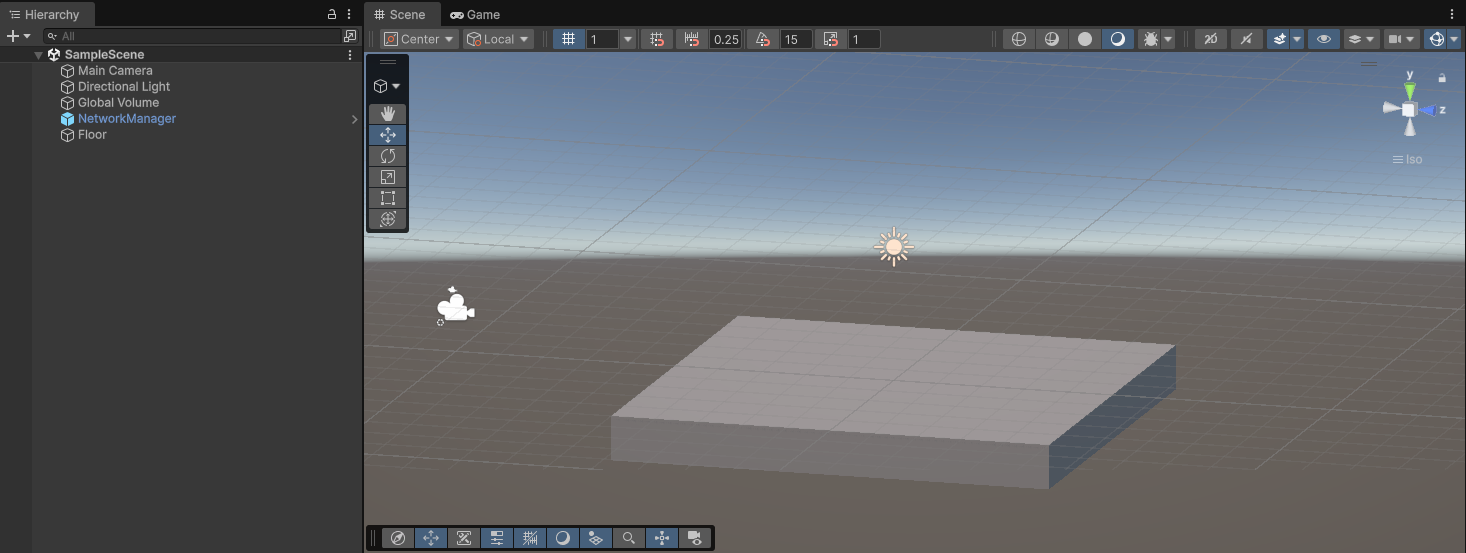 Hierarchy
All
SampleScene
Main Camera
Directional Light
Global Volume
NetworkManager
Floor
Scene Game
Center Local 1 0.25 15 1 2D
y
z
Iso